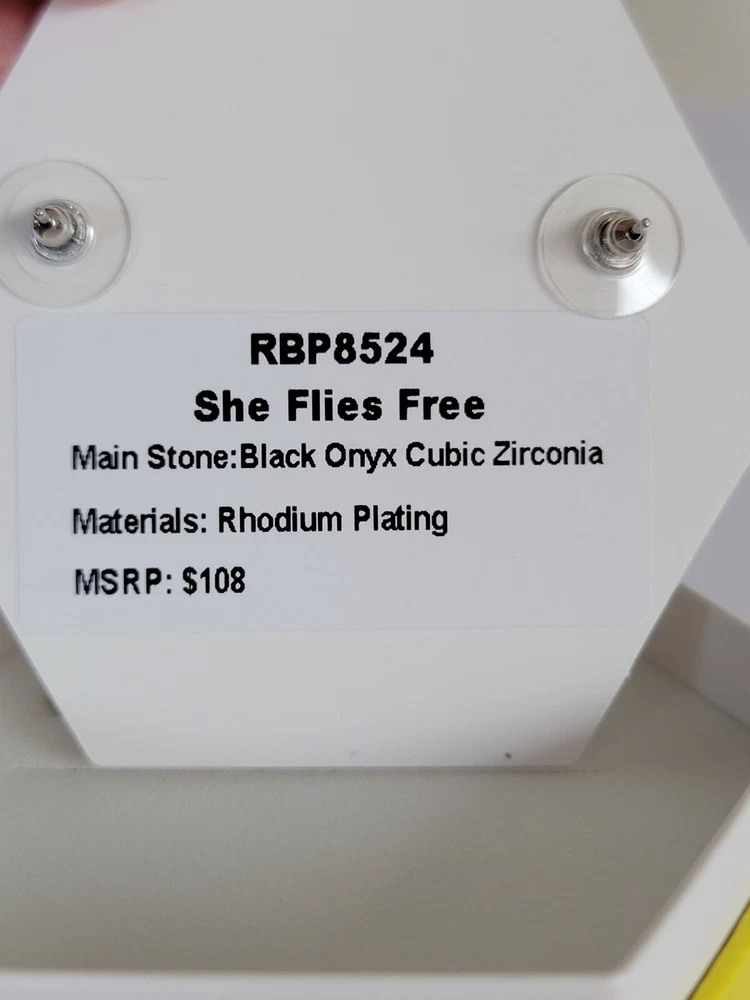 RBP8524
She Flies Free
Main Stone:Black Onyx Cubic Zirconia
Materials: Rhodium Plating
MSRP: $108